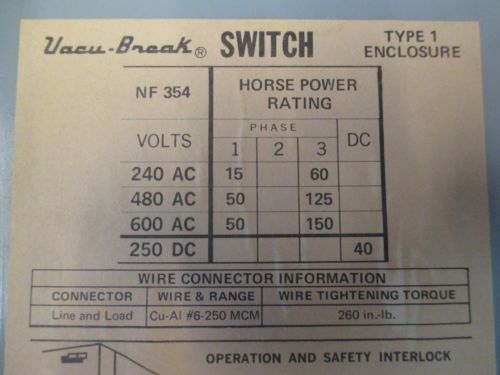 Vacu-Break® SWITCH TYPE 1 ENCLOSURE
NF 354 HORSE POWER RATING
VOLTS PHASE DC
1 2 3
240 AC 15 60
480 AC 50 125
600 AC 50 150
250 DC 40
WIRE CONNECTOR INFORMATION
CONNECTOR WIRE & RANGE WIRE TIGHTENING TORQUE
Line and Load Cu-Al #6-250 MCM 260 in.-lb.
OPERATION AND SAFETY INTERLOCK